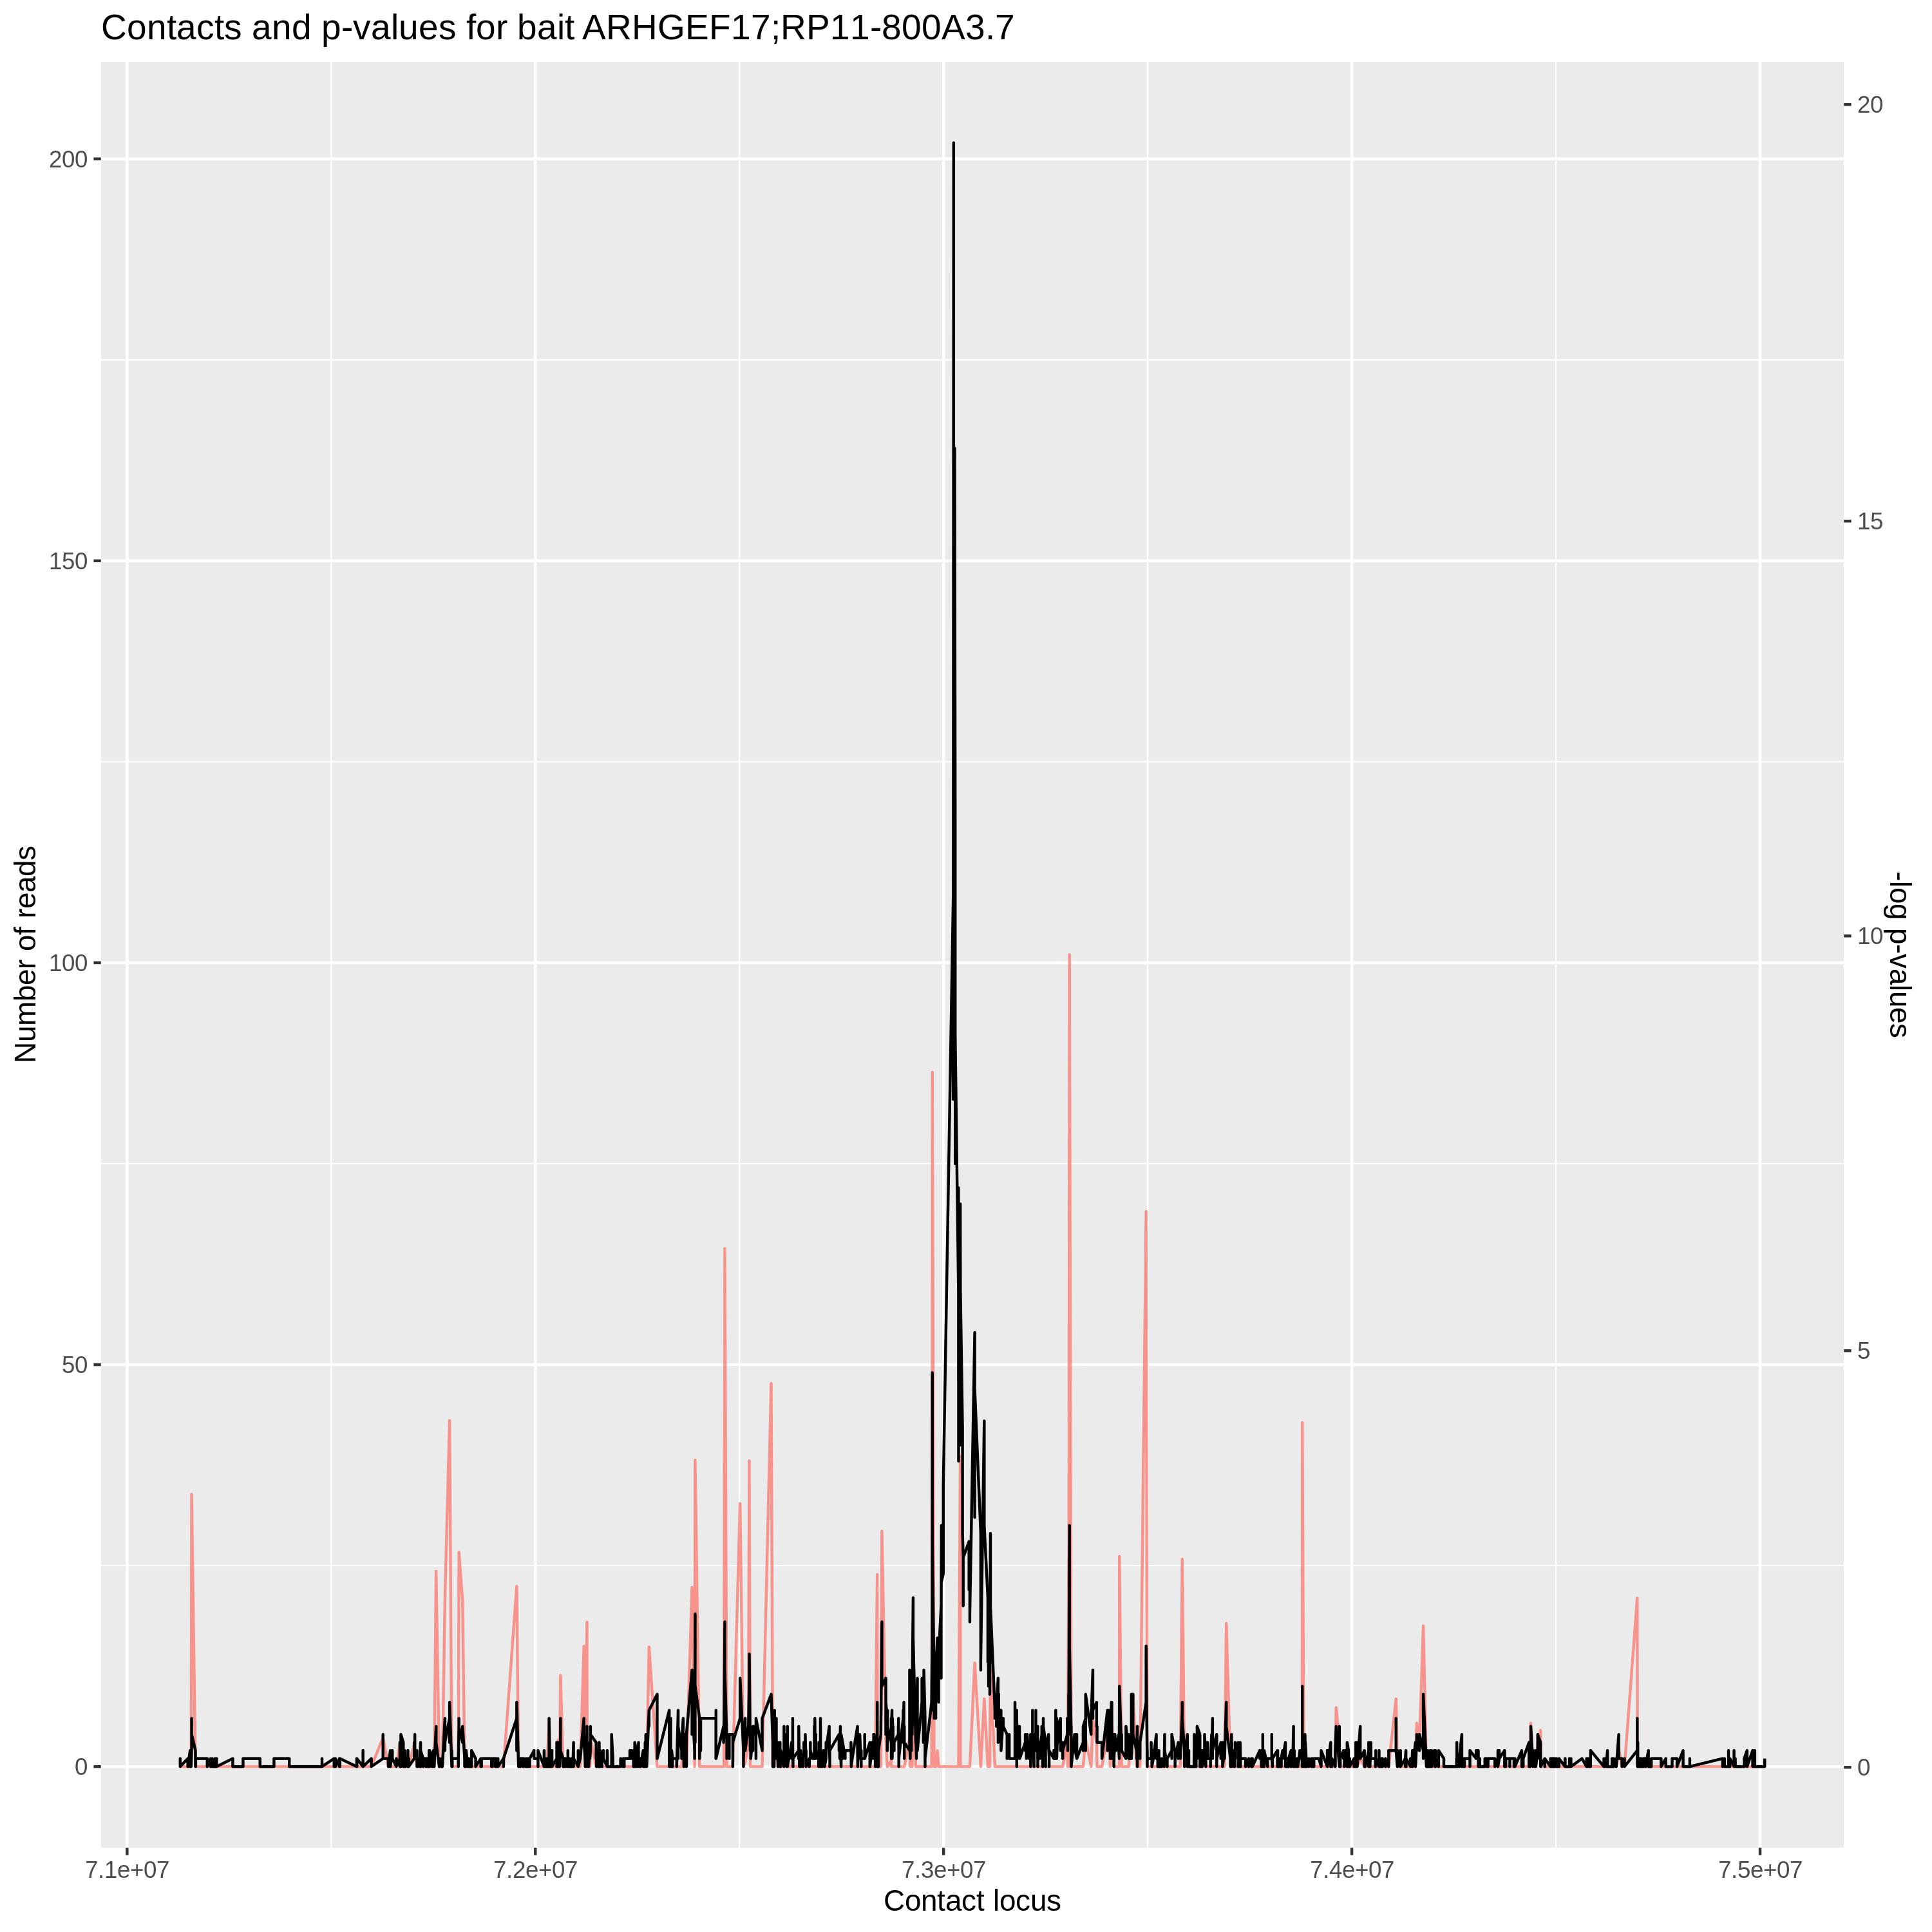 Contacts and p-values for bait ARHGEF17;RP11-800A3.7
20
200
15
150
Number of reads
-log p-values
10
100
50
5
0
0
7.1e+07 7.2e+07 7.3e+07 7.4e+07 7.5e+07
Contact locus